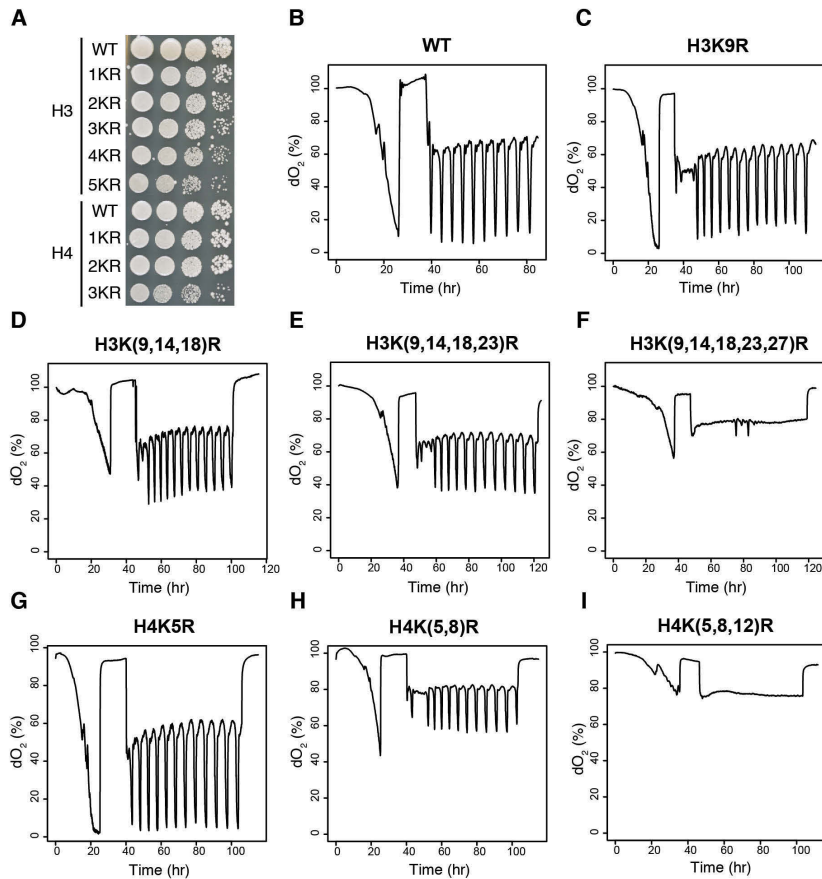 A
WT
1KR
2KR
3KR
4KR
5KR
H3
WT
1KR
2KR
3KR
H4
B
WT
dO2 (%)
100
80
60
40
20
0
0 20 40 60 80
Time (hr)
C
H3K9R
dO2 (%)
100
80
60
40
20
0
0 20 40 60 80 100
Time (hr)
D
H3K(9,14,18)R
dO2 (%)
100
80
60
40
20
0
0 20 40 60 80 100 120
Time (hr)
E
H3K(9,14,18,23)R
dO2 (%)
100
80
60
40
20
0
0 20 40 60 80 100 120
Time (hr)
F
H3K(9,14,18,23,27)R
dO2 (%)
100
80
60
40
20
0
0 20 40 60 80 100 120
Time (hr)
G
H4K5R
dO2 (%)
100
80
60
40
20
0
0 20 40 60 80 100
Time (hr)
H
H4K(5,8)R
dO2 (%)
100
80
60
40
20
0
0 20 40 60 80 100
Time (hr)
I
H4K(5,8,12)R
dO2 (%)
100
80
60
40
20
0
0 20 40 60 80 100
Time (hr)